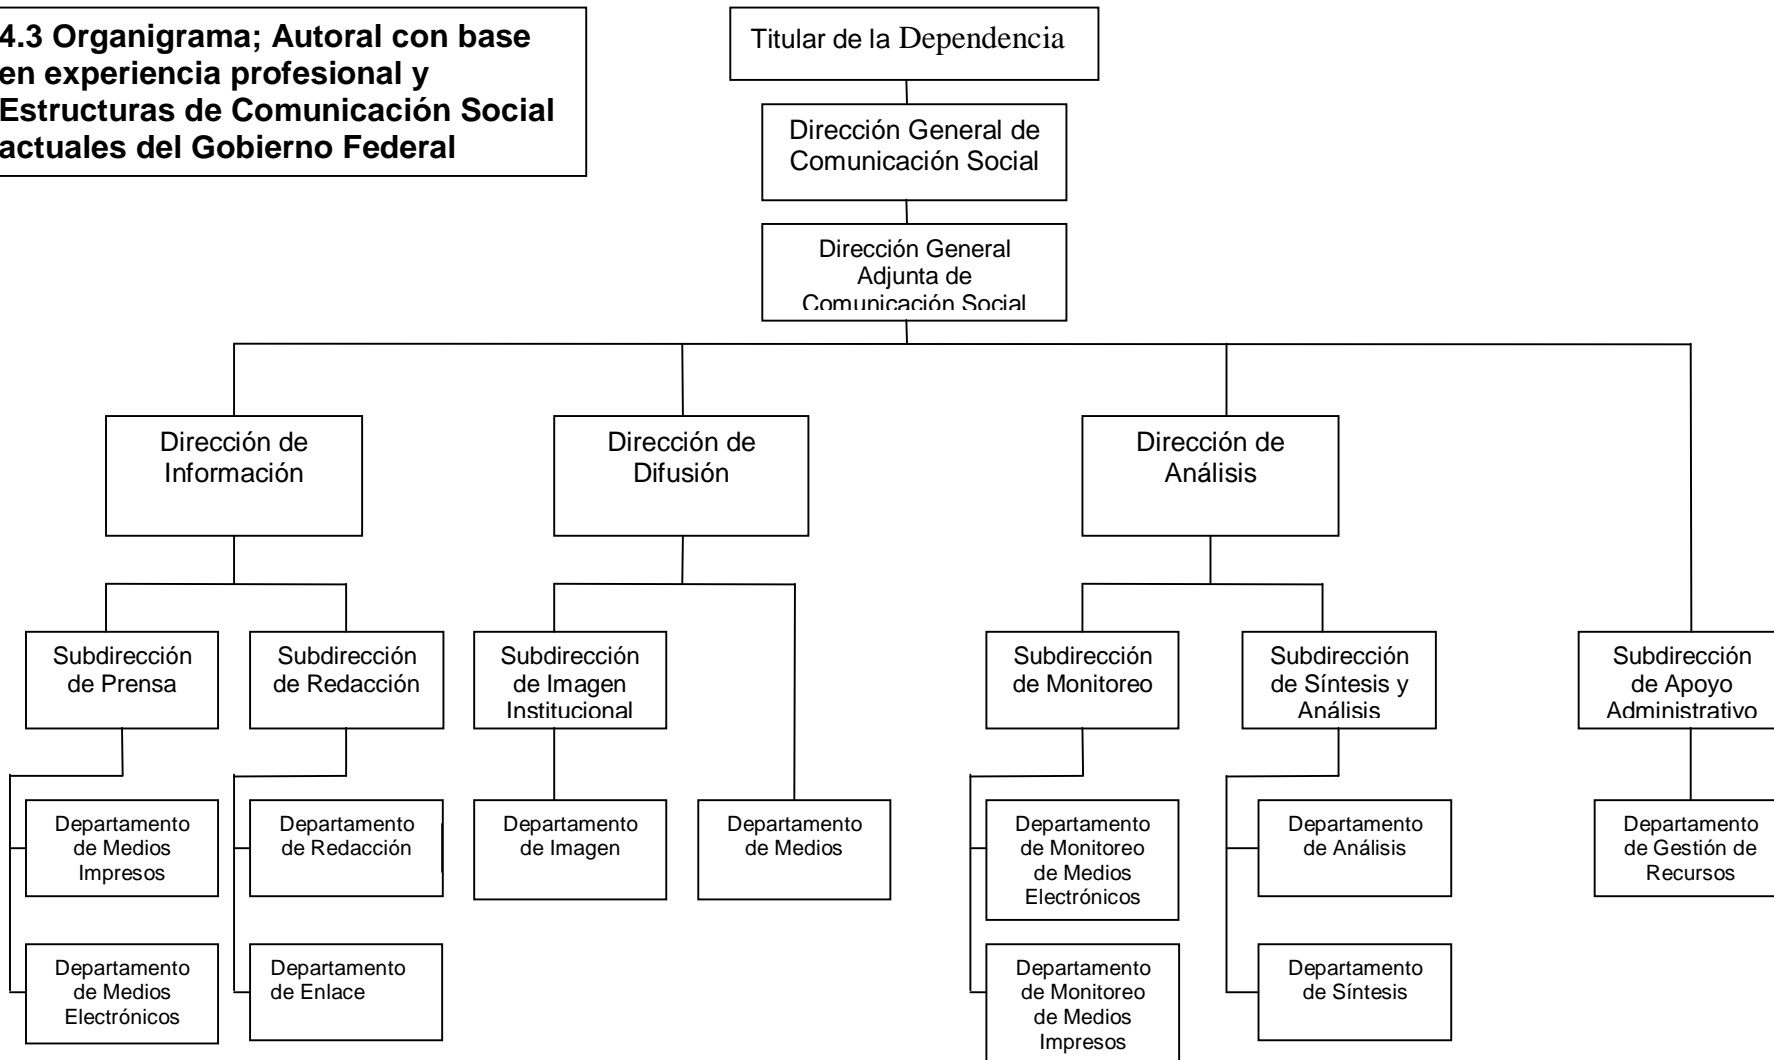 4.3 Organigrama; Autoral con base
en experiencia profesional y
Estructuras de Comunicación Social
actuales del Gobierno Federal
Titular de la Dependencia
Dirección General de
Comunicación Social
Dirección General
Adjunta de
Comunicación Social
Dirección de
Información
Dirección de
Difusión
Dirección de
Análisis
Subdirección
de Prensa
Subdirección
de Redacción
Subdirección
de Imagen
Institucional
Subdirección
de Monitoreo
Subdirección
de Síntesis y
Análisis
Subdirección
de Apoyo
Administrativo
Departamento
de Medios
Impresos
Departamento
de Redacción
Departamento
de Imagen
Departamento
de Medios
Departamento
de Monitoreo
de Medios
Electrónicos
Departamento
de Análisis
Departamento
de Gestión de
Recursos
Departamento
de Medios
Electrónicos
Departamento
de Enlace
Departamento
de Monitoreo
de Medios
Impresos
Departamento
de Síntesis